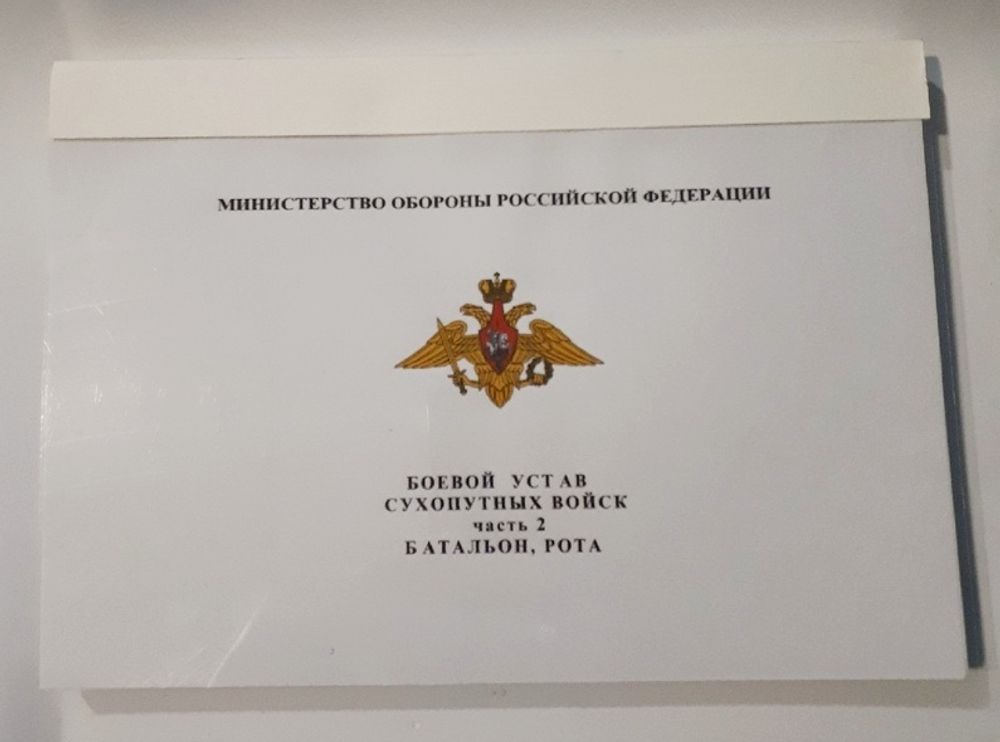 МИНИСТЕРСТВО ОБОРОНЫ РОССИЙСКОЙ ФЕДЕРАЦИИ
БОЕВОЙ УСТАВ
СУХОПУТНЫХ ВОЙСК
часть 2
БАТАЛЬОН, РОТА